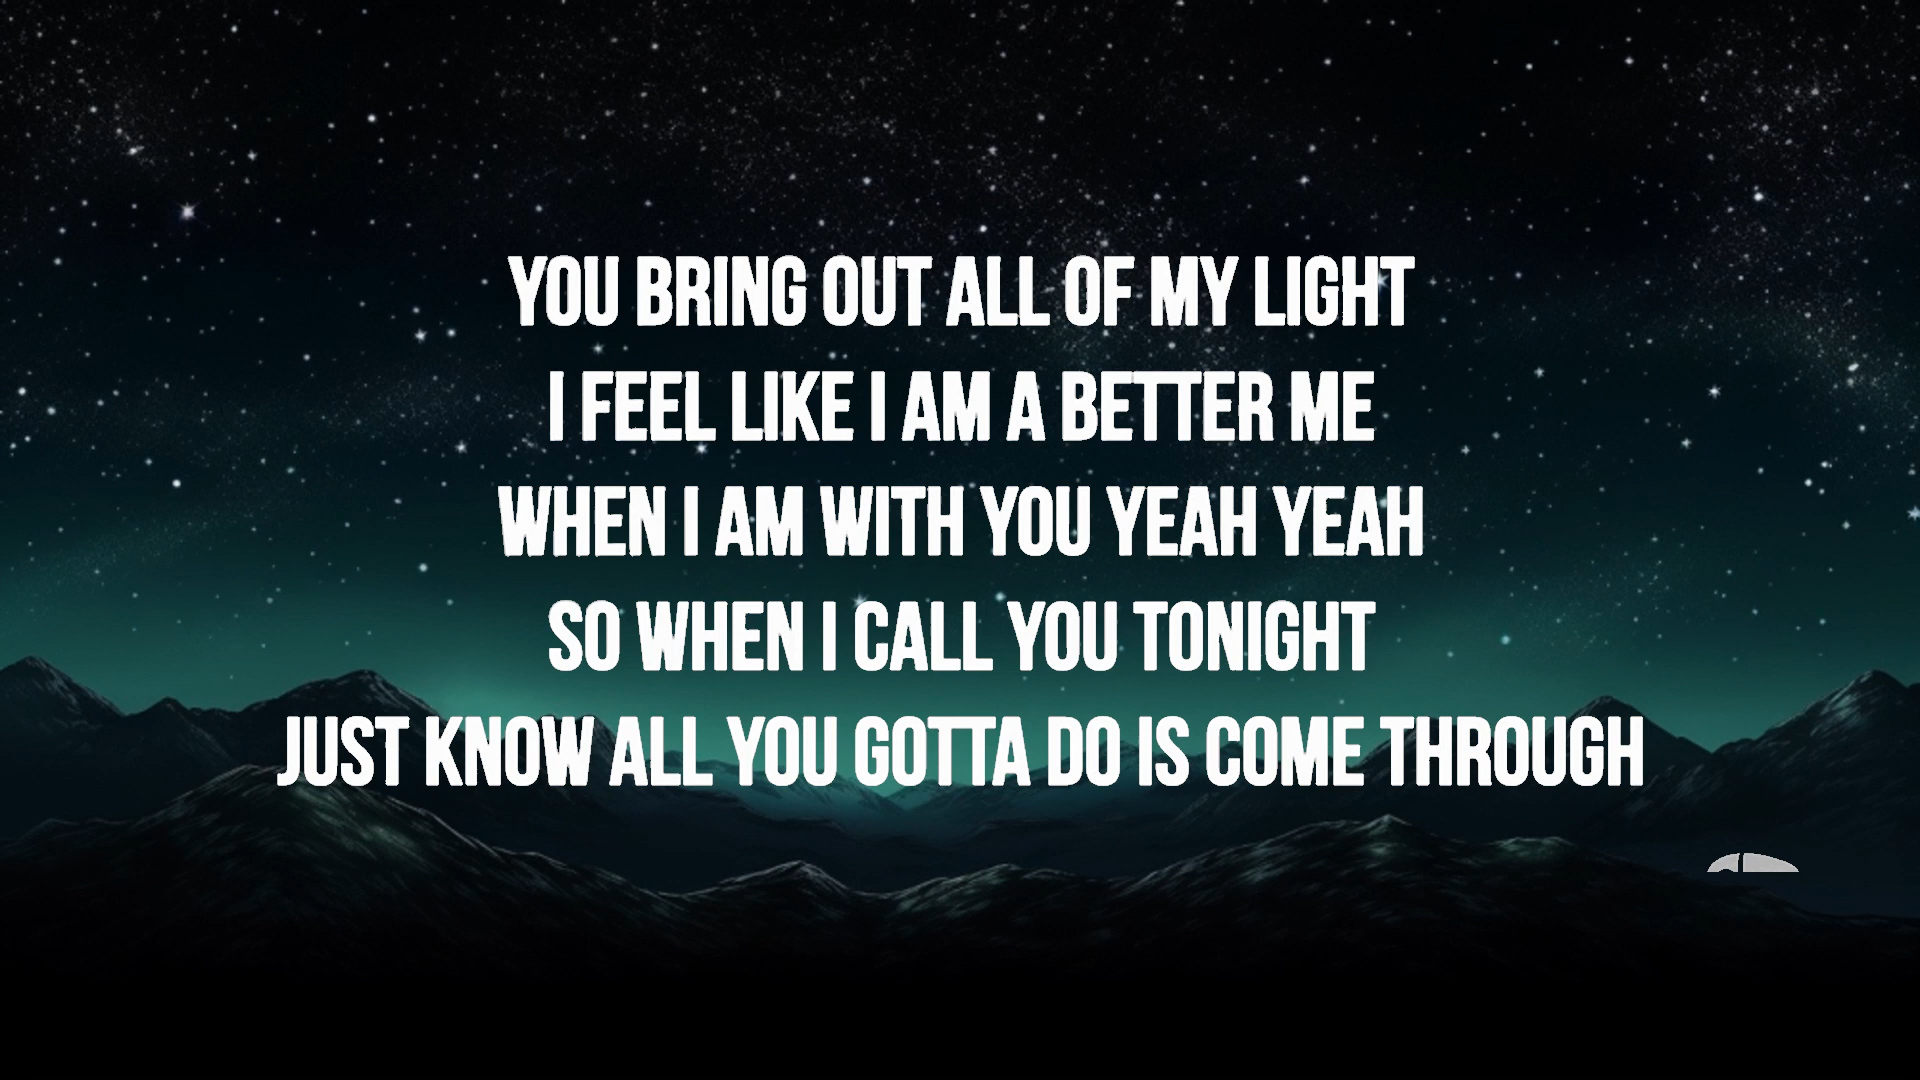 YOU BRING OUT ALL OF MY LIGHT
I FEEL LIKE I AM A BETTER ME
WHEN I AM WITH YOU YEAH YEAH
SO WHEN I CALL YOU TONIGHT
JUST KNOW ALL YOU GOTTA DO IS COME THROUGH